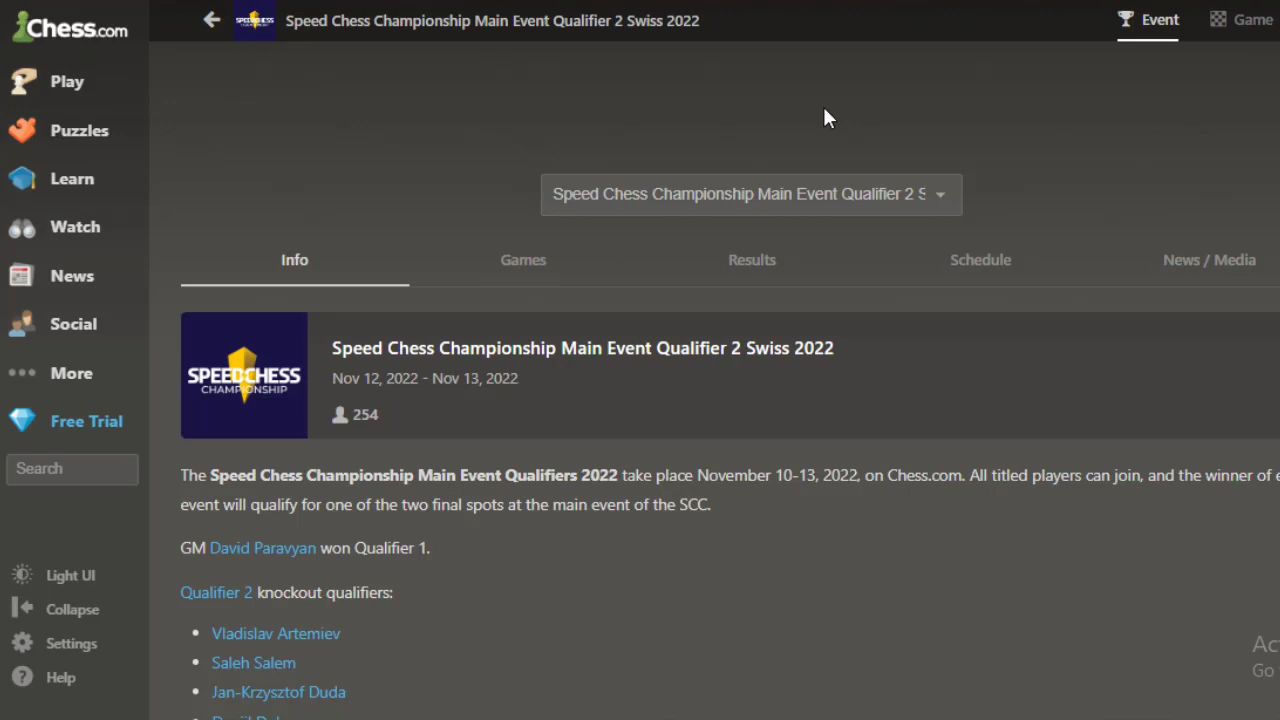 Chess.com
Speed Chess Championship Main Event Qualifier 2 Swiss 2022
Event
Game
Play
Puzzles
Learn
Watch
News
Social
More
Free Trial
Search
Light UI
Collapse
Settings
Help
Speed Chess Championship Main Event Qualifier 2 S
Info
Games
Results
Schedule
News / Media
SPEEDCHESS
CHAMPIONSHIP
Speed Chess Championship Main Event Qualifier 2 Swiss 2022
Nov 12, 2022 - Nov 13, 2022
254
The Speed Chess Championship Main Event Qualifiers 2022 take place November 10-13, 2022, on Chess.com. All titled players can join, and the winner of
event will qualify for one of the two final spots at the main event of the SCC.
GM David Paravyan won Qualifier 1.
Qualifier 2 knockout qualifiers:
• Vladislav Artemiev
• Saleh Salem
• Jan-Krzysztof Duda
Go